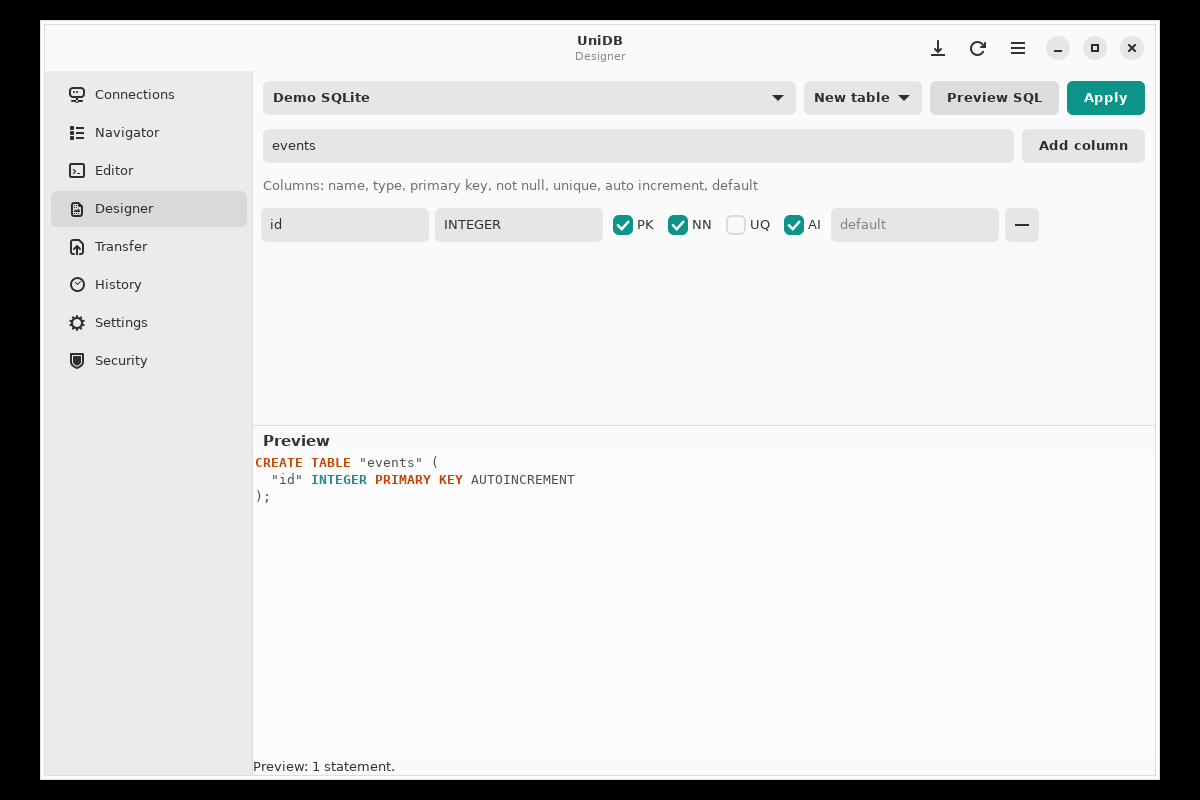 UniDB
Designer
Connections
Navigator
Editor
Designer
Transfer
History
Settings
Security
Demo SQLite
New table
Preview SQL
Apply
events
Add column
Columns: name, type, primary key, not null, unique, auto increment, default
id INTEGER PK NN UQ AI default
Preview
CREATE TABLE "events" (
  "id" INTEGER PRIMARY KEY AUTOINCREMENT
);
Preview: 1 statement.